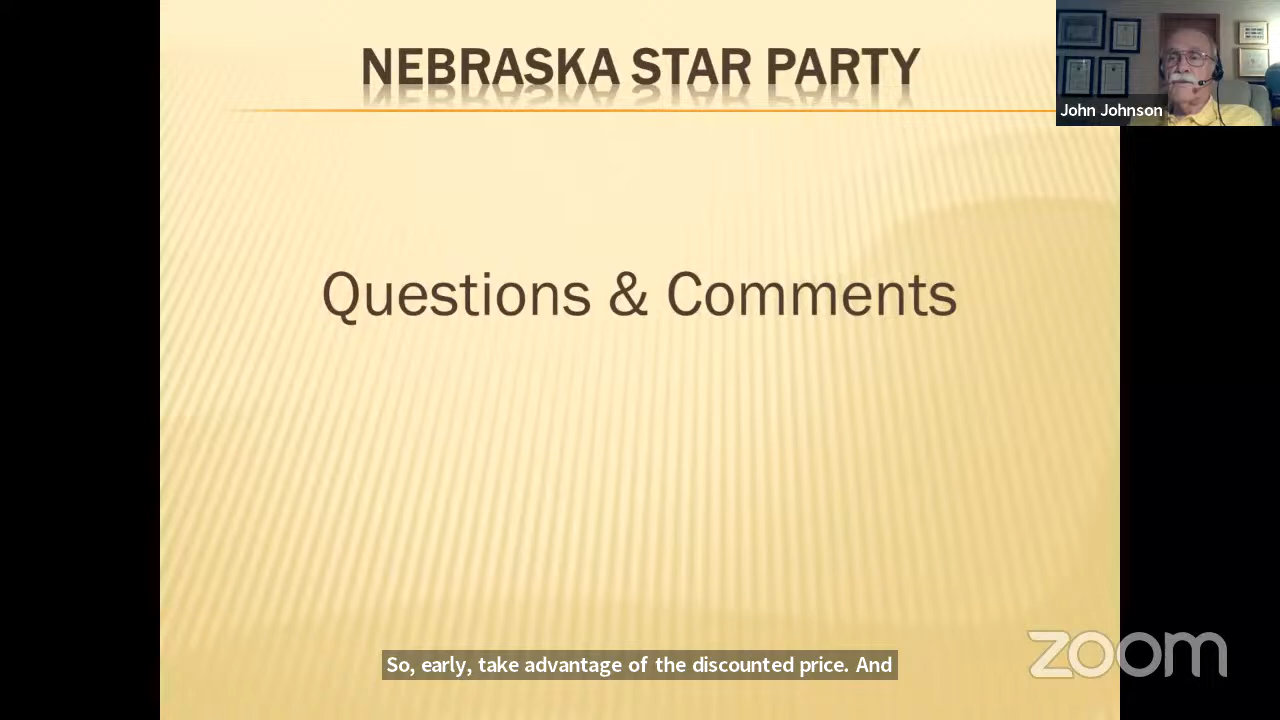 NEBRASKA STAR PARTY
John Johnson
Questions & Comments
So, early, take advantage of the discounted price. And
zoom